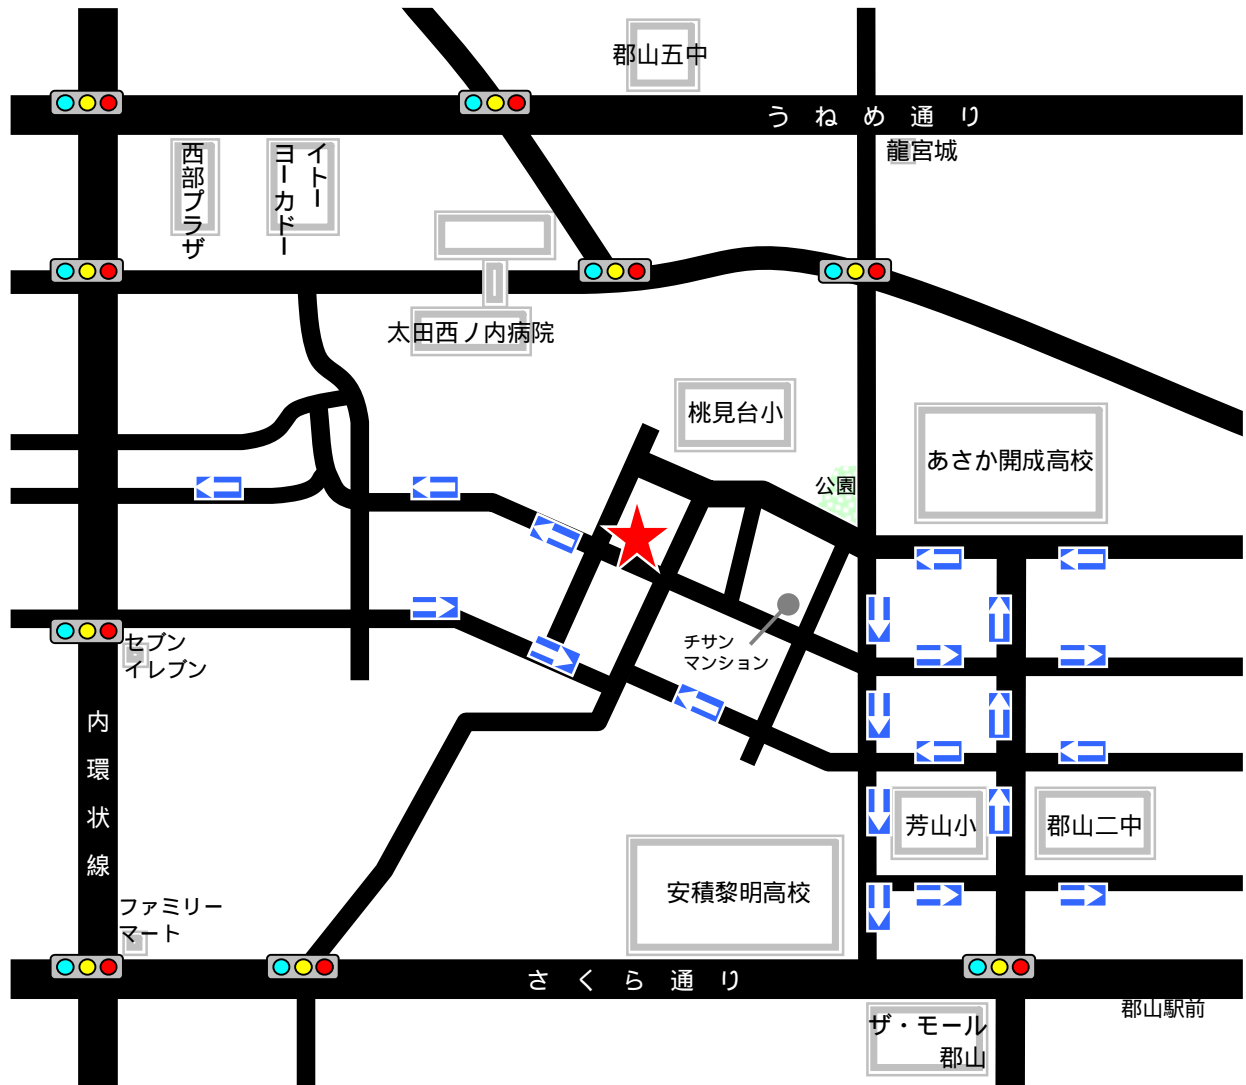 郡山五中
うねめ通り
龍宮城
西部プラザ
イトー
ヨーカドー
太田西ノ内病院
桃見台小
公園
あさか開成高校
チサン
マンション
セブン
イレブン
内環状線
芳山小
郡山二中
安積黎明高校
ファミリー
マート
さくら通り
郡山駅前
ザ・モール
郡山